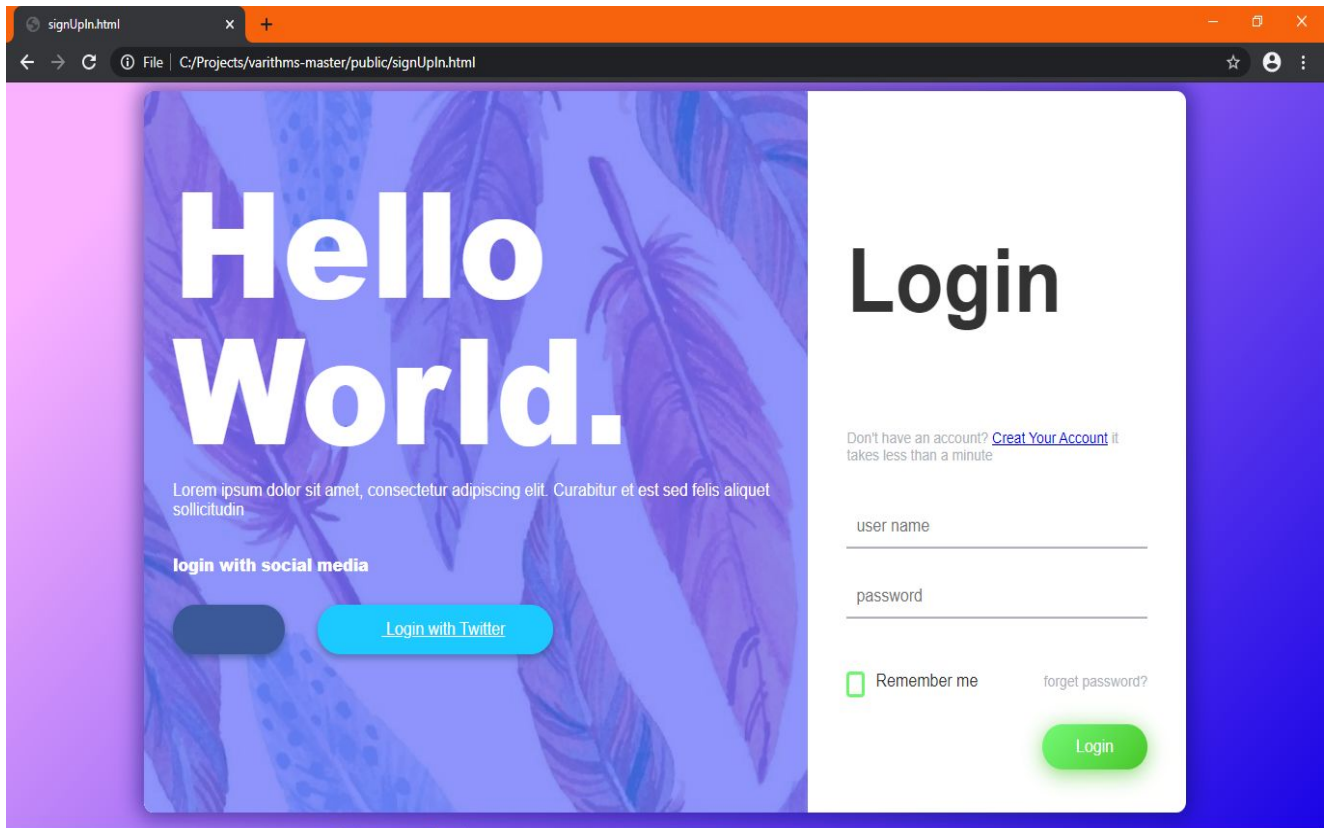 signUpIn.html
File | C:/Projects/varithms-master/public/signUpIn.html
Hello
World.
Lorem ipsum dolor sit amet, consectetur adipiscing elit. Curabitur et est sed felis aliquet
sollicitudin
login with social media
Login with Twitter
Login
Don't have an account? Creat Your Account it
takes less than a minute
user name
password
Remember me forget password?
Login